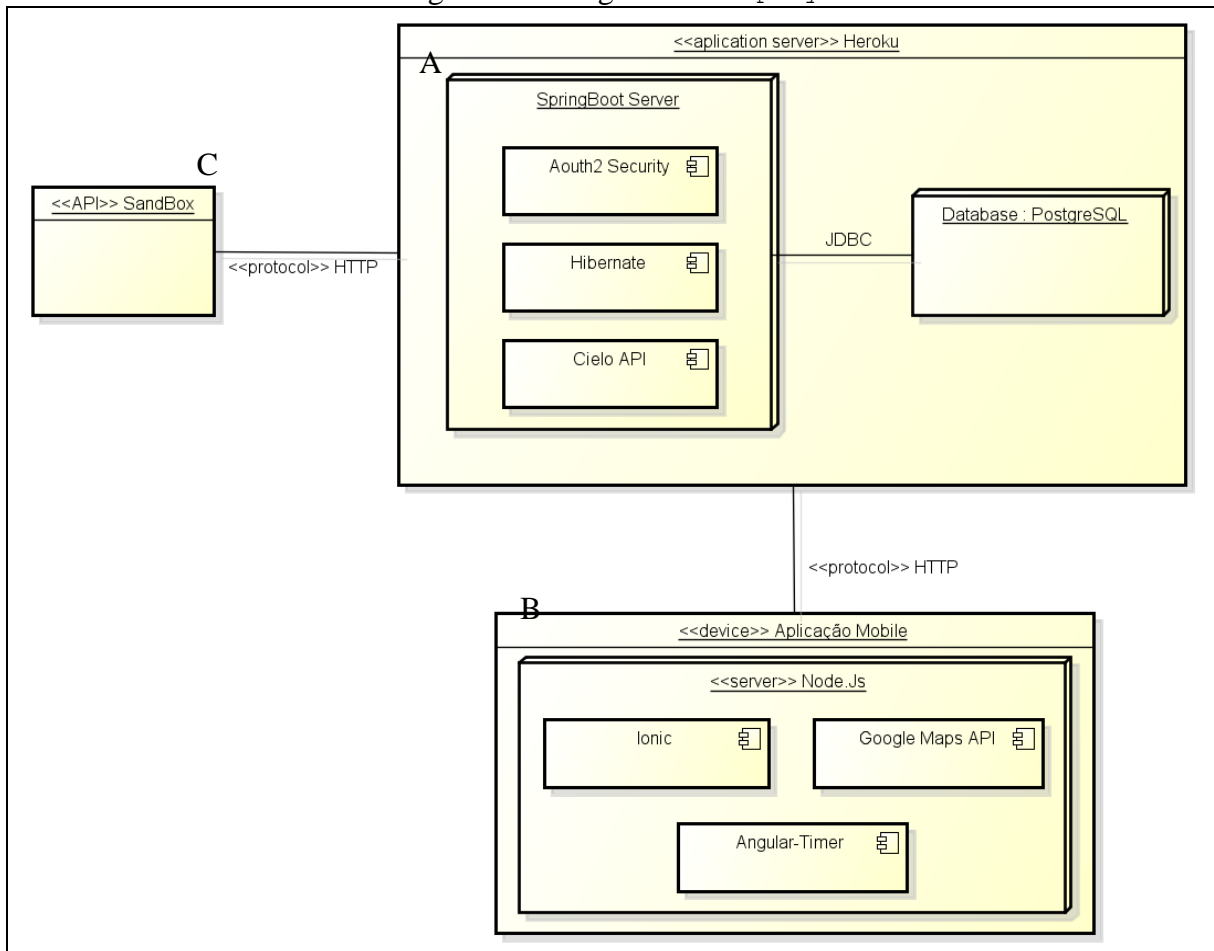 <<aplication server>> Heroku
A
SpringBoot Server
Aouth2 Security
Hibernate
Cielo API
JDBC
Database : PostgreSQL
C
<<API>> SandBox
<<protocol>> HTTP
<<protocol>> HTTP
B
<<device>> Aplicação Mobile
<<server>> Node.Js
Ionic
Google Maps API
Angular-Timer